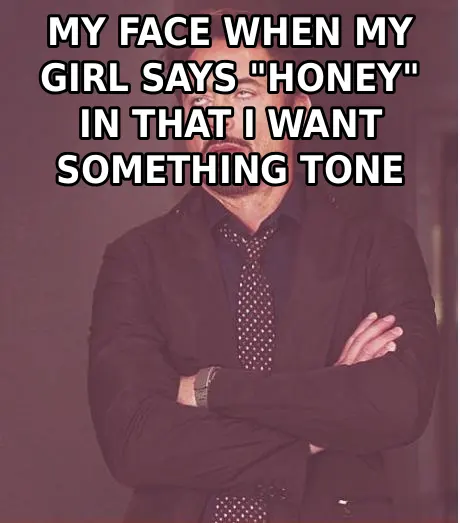 MY FACE WHEN MY
GIRL SAYS "HONEY"
IN THAT I WANT
SOMETHING TONE